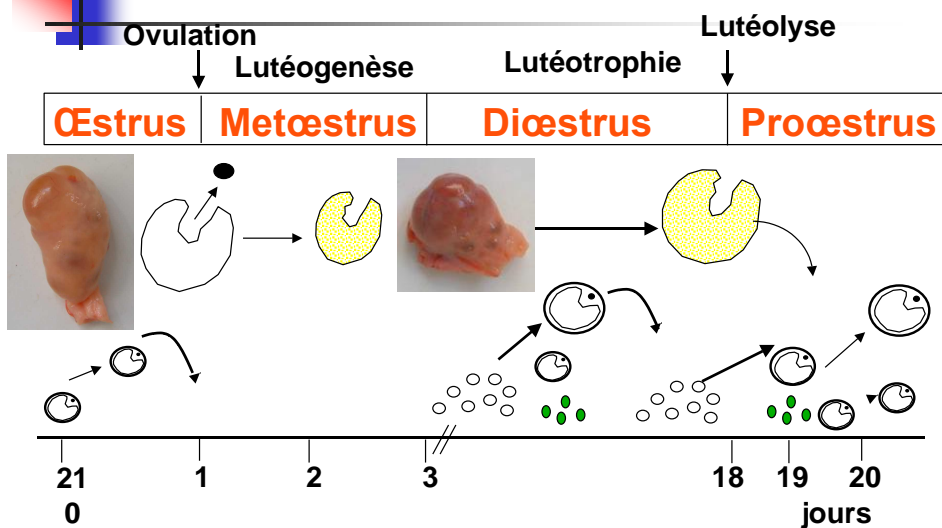 Ovulation
Lutéolyse
Lutéogenèse
Lutéotrophie
Œstrus
Metœstrus
Diœstrus
Proœstrus
21
1
2
3
18
19
20
0
jours